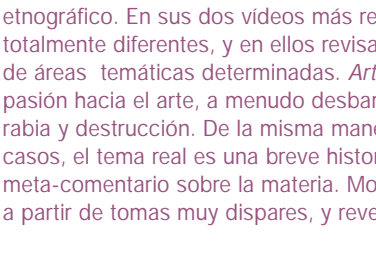 etnográfico. En sus dos vídeos más re
totalmente diferentes, y en ellos revisa
de áreas temáticas determinadas. Art
pasión hacia el arte, a menudo desbar
rabia y destrucción. De la misma mane
casos, el tema real es una breve histor
meta-comentario sobre la materia. Mo
a partir de tomas muy dispares, y reve